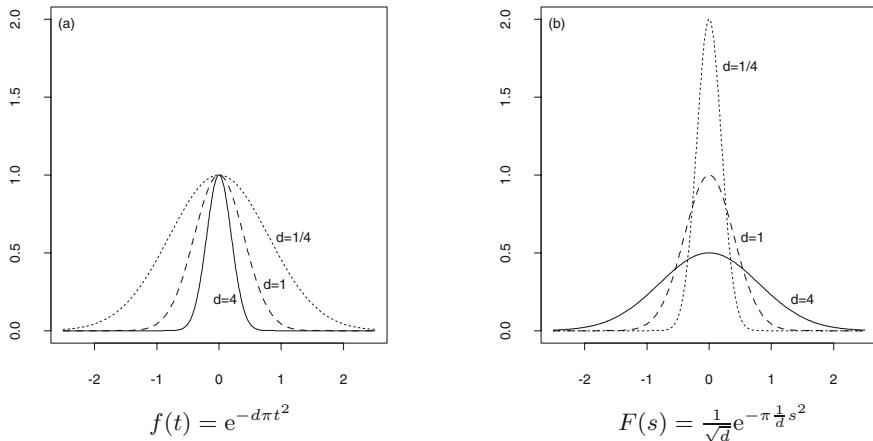 (a)
2.0
1.5
1.0
0.5
0.0
d=1/4
d=1
d=4
-2 -1 0 1 2
f(t) = e^{-dπt^2}
(b)
2.0
1.5
1.0
0.5
0.0
d=1/4
d=1
d=4
-2 -1 0 1 2
F(s) = \frac{1}{\sqrt{d}}e^{-π\frac{1}{d}s^2}